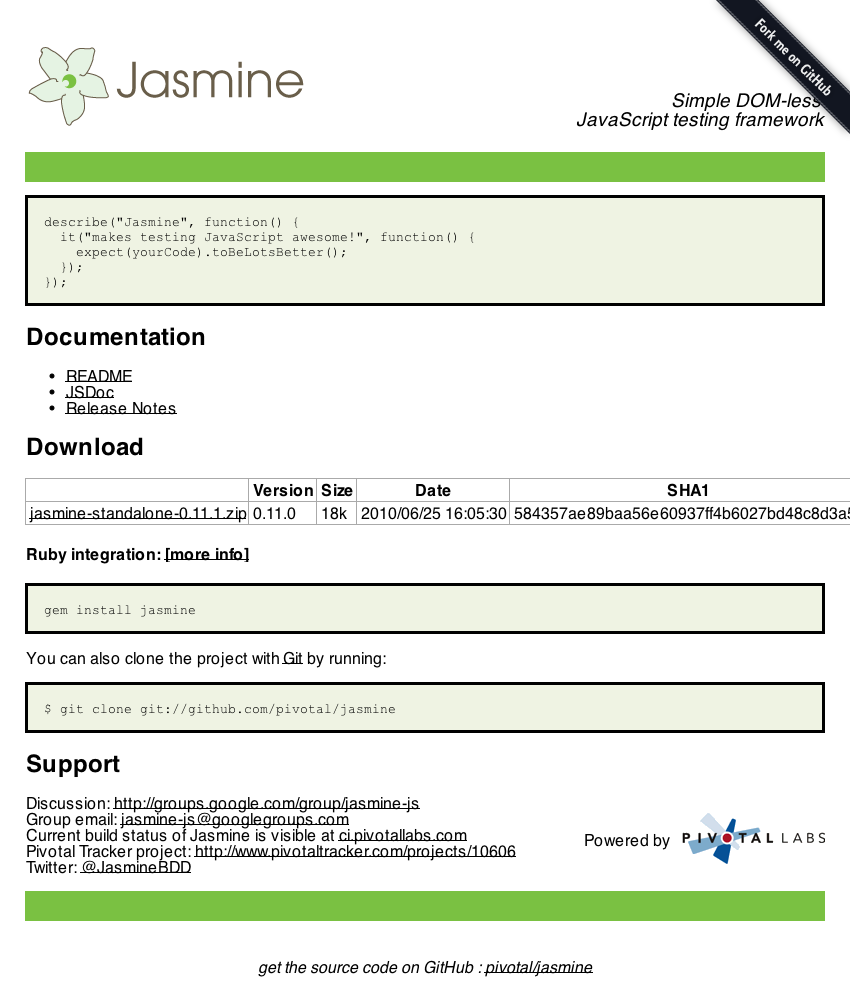 Fork me on GitHub
Jasmine
Simple DOM-less
JavaScript testing framework
describe("Jasmine", function() {
  it("makes testing JavaScript awesome!", function() {
    expect(yourCode).toBeLotsBetter();
  });
});
Documentation
• README
• JSDoc
• Release Notes
Download
Version Size Date SHA1
jasmine-standalone-0.11.1.zip 0.11.0 18k 2010/06/25 16:05:30 584357ae89baa56e60937ff4b6027bd48c8d3a
Ruby integration: [more info]
gem install jasmine
You can also clone the project with Git by running:
$ git clone git://github.com/pivotal/jasmine
Support
Discussion: http://groups.google.com/group/jasmine-js
Group email: jasmine-js@googlegroups.com
Current build status of Jasmine is visible at ci.pivotallabs.com
Pivotal Tracker project: http://www.pivotaltracker.com/projects/10606
Twitter: @JasmineBDD
Powered by PIVOTAL LABS
get the source code on GitHub : pivotal/jasmine